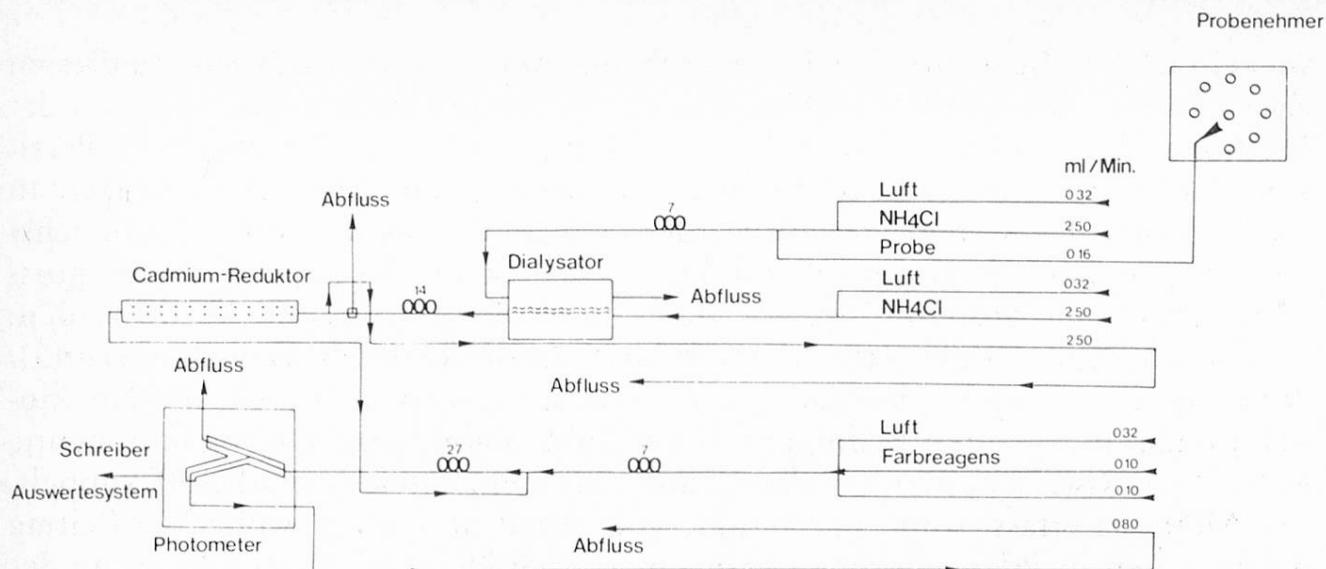 Probenehmer
ml/Min.
Luft 0.32
7 NH4Cl 2.50
Abfluss
Probe 0.16
Cadmium-Reduktor Dialysator Luft 0.32
14 Abfluss
NH4Cl 2.50
2.50
Abfluss Abfluss
Luft 0.32
Schreiber 27 7 Farbreagens 0.10
Auswertesystem 0.10
0.80
Photometer Abfluss